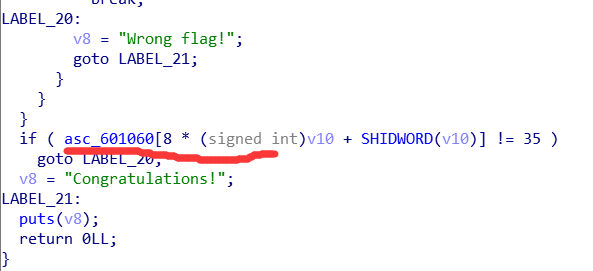 break;
LABEL_20:
v8 = "Wrong flag!";
goto LABEL_21;
}
}
}
if ( asc_601060[8 * (signed int)v10 + SHIDWORD(v10)] != 35 )
goto LABEL_20;
v8 = "Congratulations!";
LABEL_21:
puts(v8);
return 0LL;
}